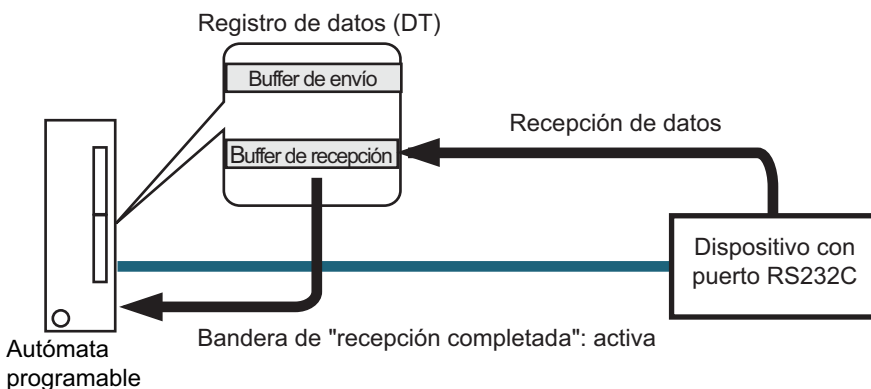 Registro de datos (DT)
Buffer de envío
Recepción de datos
Buffer de recepción
Dispositivo con
puerto RS232C
Bandera de "recepción completada": activa
Autómata
programable